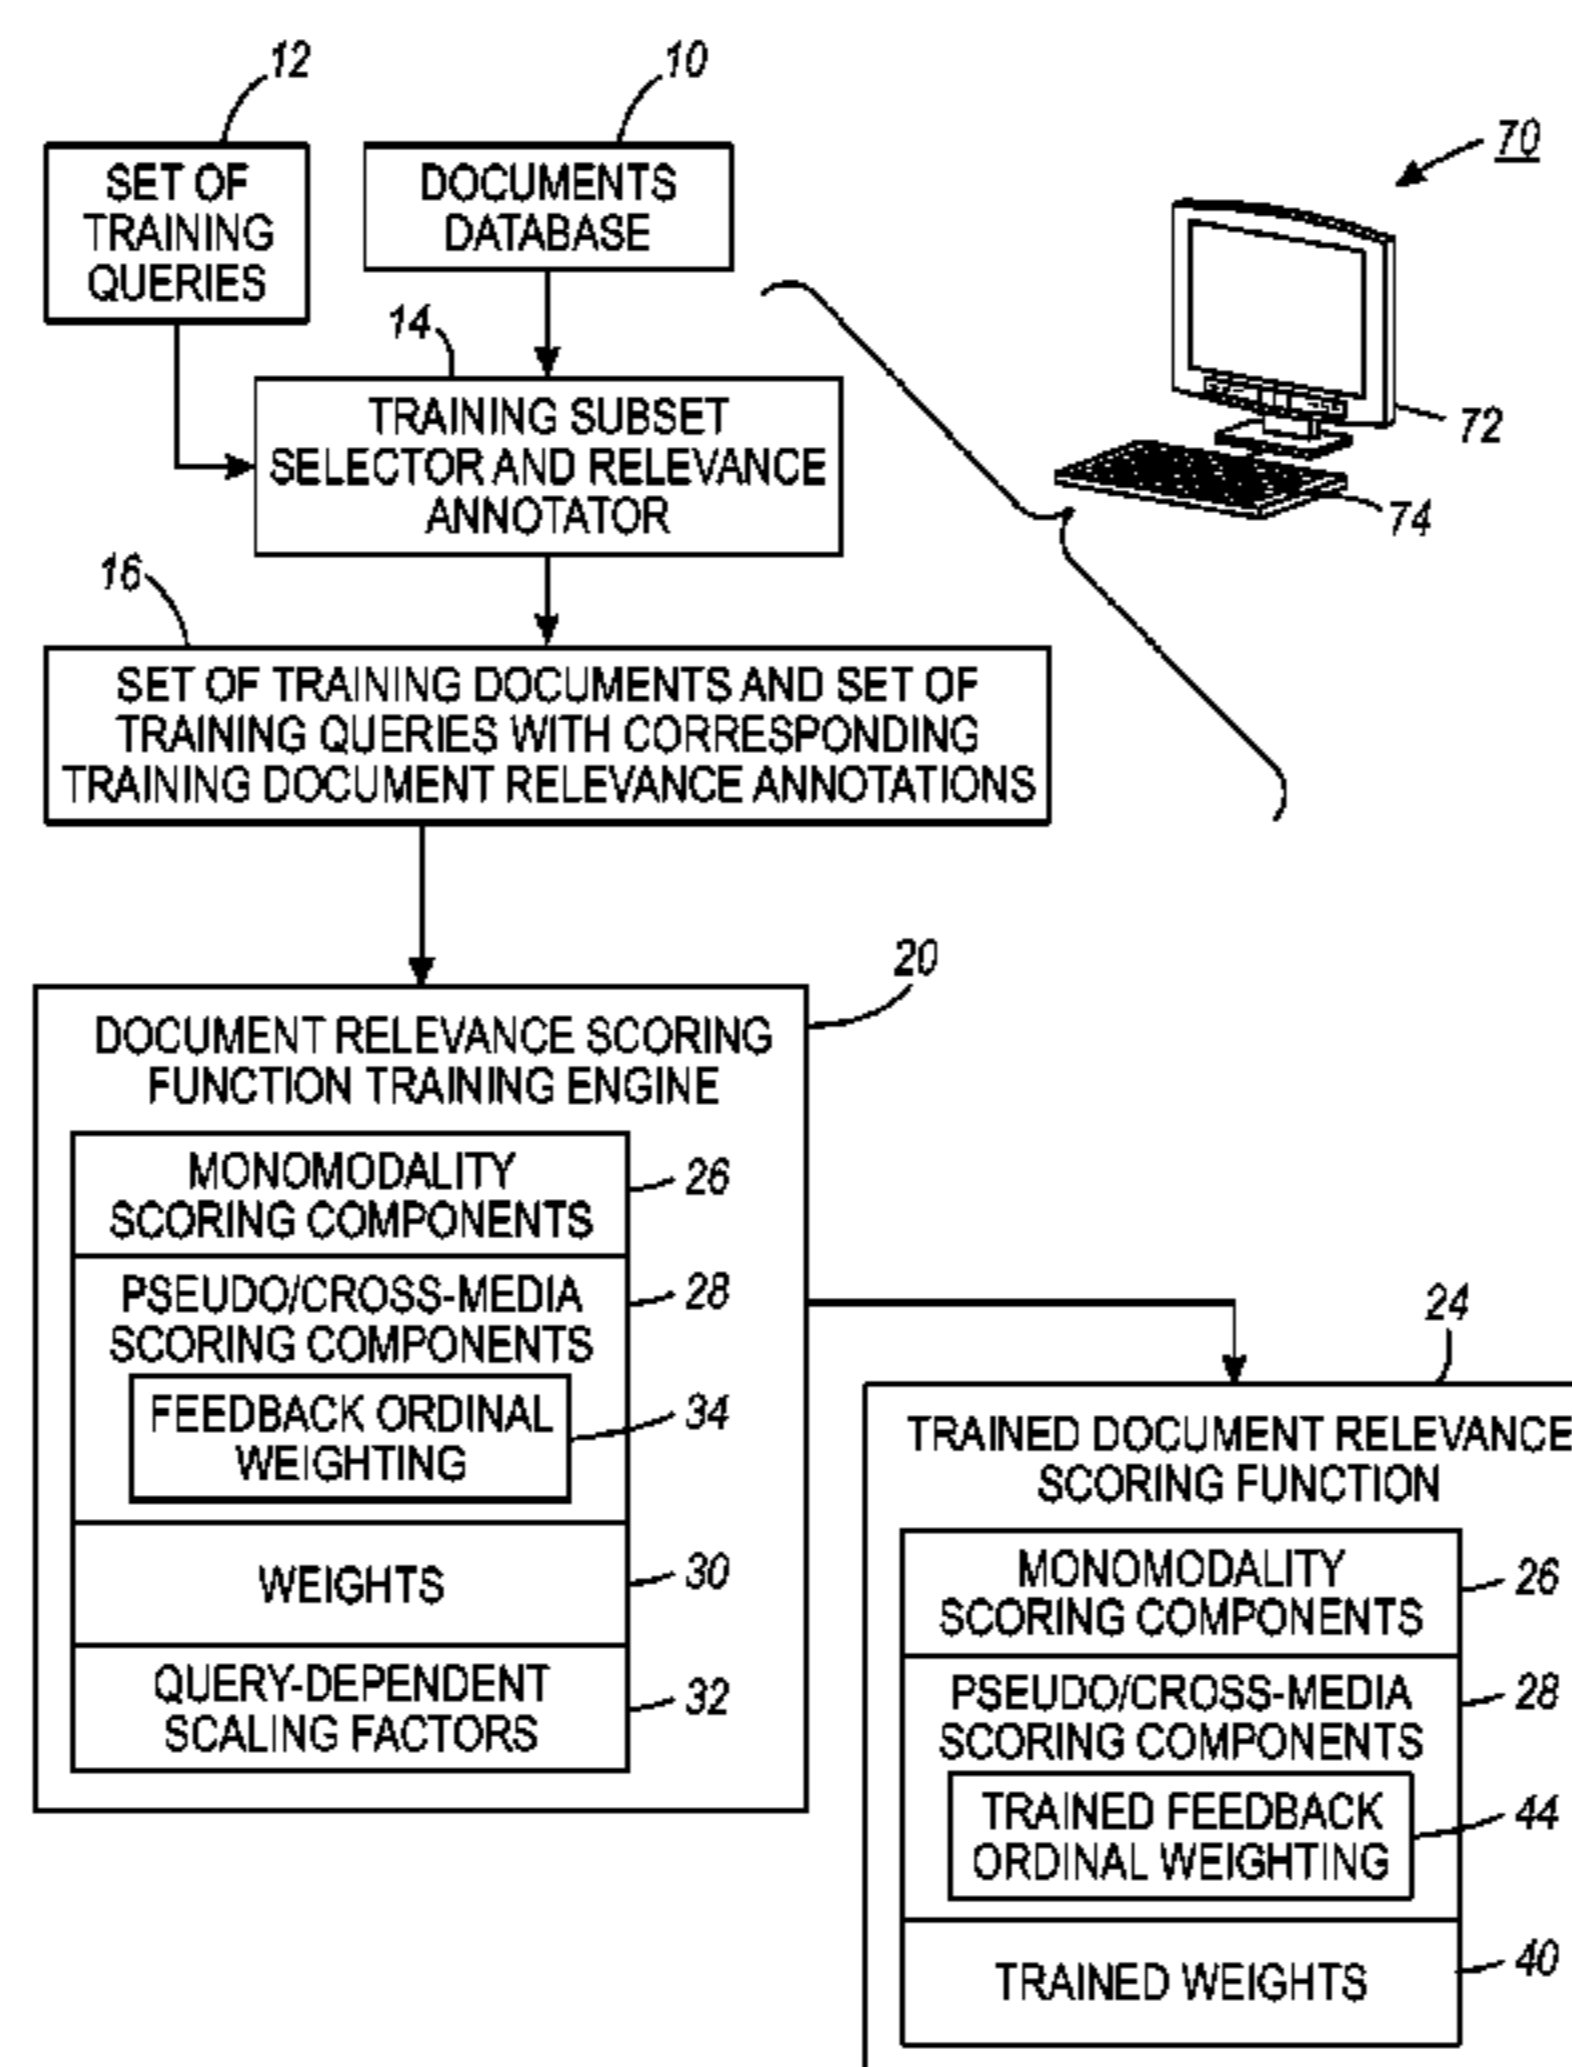 12
10
70
SET OF
TRAINING
QUERIES
DOCUMENTS
DATABASE
14
TRAINING SUBSET
SELECTOR AND RELEVANCE
ANNOTATOR
72
74
16
SET OF TRAINING DOCUMENTS AND SET OF
TRAINING QUERIES WITH CORRESPONDING
TRAINING DOCUMENT RELEVANCE ANNOTATIONS
20
DOCUMENT RELEVANCE SCORING
FUNCTION TRAINING ENGINE
MONOMODALITY
SCORING COMPONENTS
26
PSEUDO/CROSS-MEDIA
SCORING COMPONENTS
28
FEEDBACK ORDINAL
WEIGHTING
34
WEIGHTS
30
QUERY-DEPENDENT
SCALING FACTORS
32
24
TRAINED DOCUMENT RELEVANCE
SCORING FUNCTION
MONOMODALITY
SCORING COMPONENTS
26
PSEUDO/CROSS-MEDIA
SCORING COMPONENTS
28
TRAINED FEEDBACK
ORDINAL WEIGHTING
44
TRAINED WEIGHTS
40